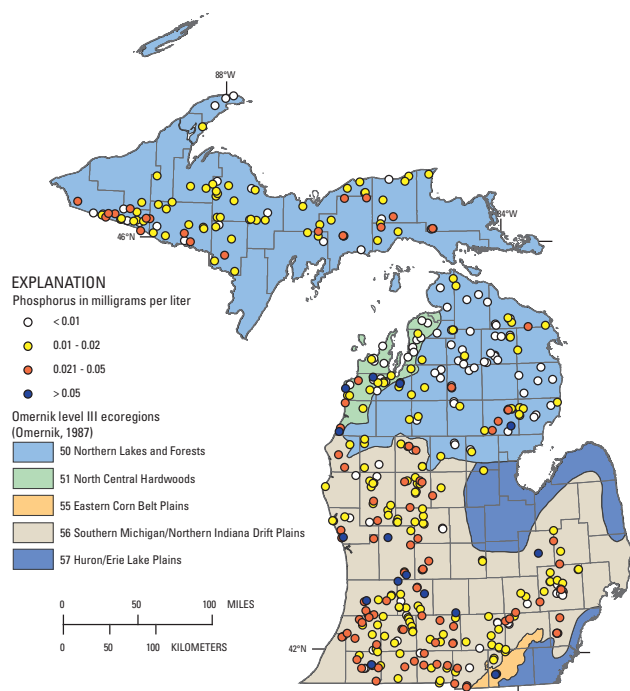 88°W
84°W
46°N
EXPLANATION
Phosphorus in milligrams per liter
< 0.01
0.01 - 0.02
0.021 - 0.05
> 0.05
Omernik level III ecoregions
(Omernik, 1987)
50 Northern Lakes and Forests
51 North Central Hardwoods
55 Eastern Corn Belt Plains
56 Southern Michigan/Northern Indiana Drift Plains
57 Huron/Erie Lake Plains
0 50 100 MILES
0 50 100 KILOMETERS
42°N